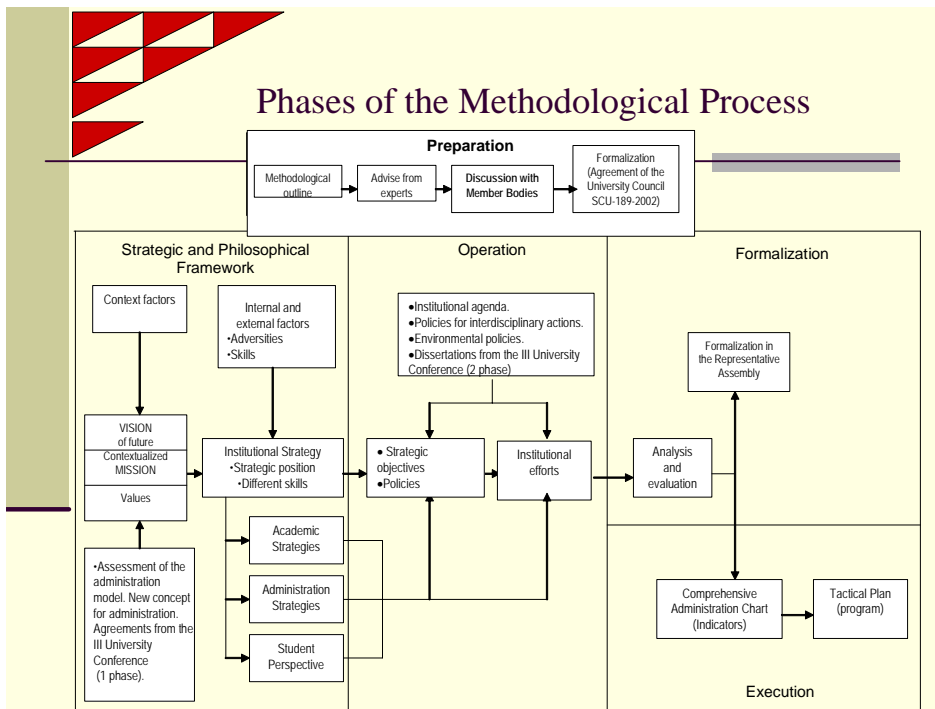 Phases of the Methodological Process
Preparation
Methodological
outline
Advise from
experts
Discussion with
Member Bodies
Formalization
(Agreement of the
University Council
SCU-189-2002)
Strategic and Philosophical
Framework
Context factors
Internal and
external factors
•Adversities
•Skills
VISION
of future
Contextualized
MISSION
Values
Institutional Strategy
•Strategic position
•Different skills
•Assessment of the
administration
model. New concept
for administration.
Agreements from the
III University
Conference
(1 phase).
Academic
Strategies
Administration
Strategies
Student
Perspective
Operation
•Institutional agenda.
•Policies for interdisciplinary actions.
•Environmental policies.
•Dissertations from the III University
Conference (2 phase)
• Strategic
objectives
•Policies
Institutional
efforts
Formalization
Formalization in
the Representative
Assembly
Analysis
and
evaluation
Comprehensive
Administration Chart
(Indicators)
Tactical Plan
(program)
Execution